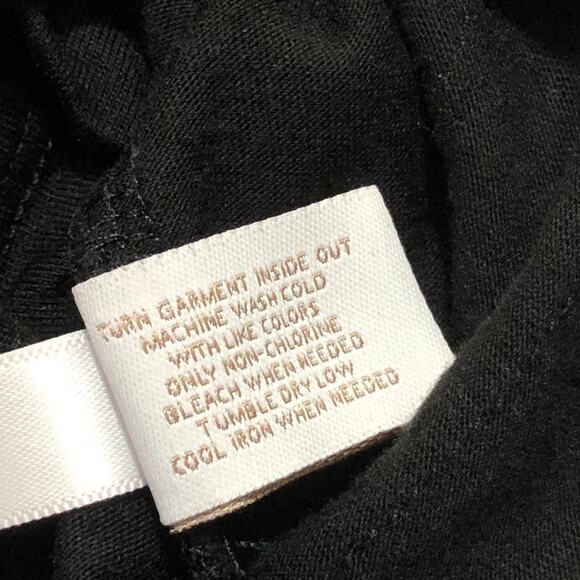 TURN GARMENT INSIDE OUT
MACHINE WASH COLD
WITH LIKE COLORS
ONLY NON-CHLORINE
BLEACH WHEN NEEDED
TUMBLE DRY LOW
COOL IRON WHEN NEEDED